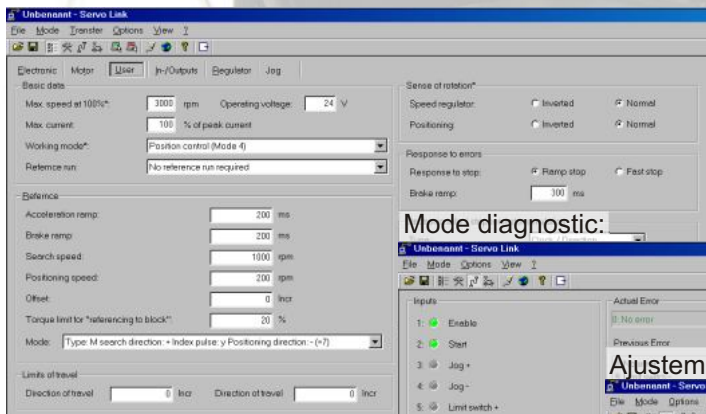 Unbenannt - Servo Link
File Mode Transfer Options View ?
Electronic Motor User In-/Outputs Regulator Jog
Basic data
Max. speed at 100%*: 3000 rpm Operating voltage: 24 V
Max. current: 100 % of peak current
Working mode*: Position control (Mode 4)
Refernce run: No reference run required
Refernce
Acceleration ramp: 200 ms
Brake ramp: 200 ms
Search speed: 1000 rpm
Positioning speed: 200 rpm
Offset: 0 Incr
Torque limit for "referencing to block": 20 %
Mode: Type: M search direction: + Index pulse: y Positioning direction: - (=7)
Limits of travel
Direction of travel 0 Incr Direction of travel 0 Incr
Sense of rotation*
Speed regulator: Inverted Normal
Positioning: Inverted Normal
Response to errors
Response to stop: Ramp stop Fast stop
Brake ramp: 300 ms
Mode diagnostic:
Unbenannt - Servo Link
File Mode Options View ?
Inputs
1: Enable
2: Start
3: Jog +
4: Jog -
5: Limit switch +
Actual Error
0: No error
Previous Error
Ajustem
Unbenannt - Servo
File Mode Options